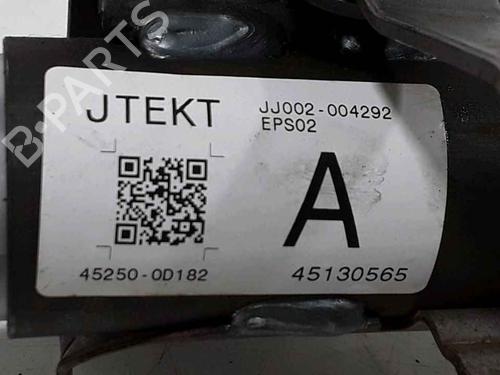 B-PARTS
JTEKT
JJ002-004292
EPS02
A
45250-0D182
45130565